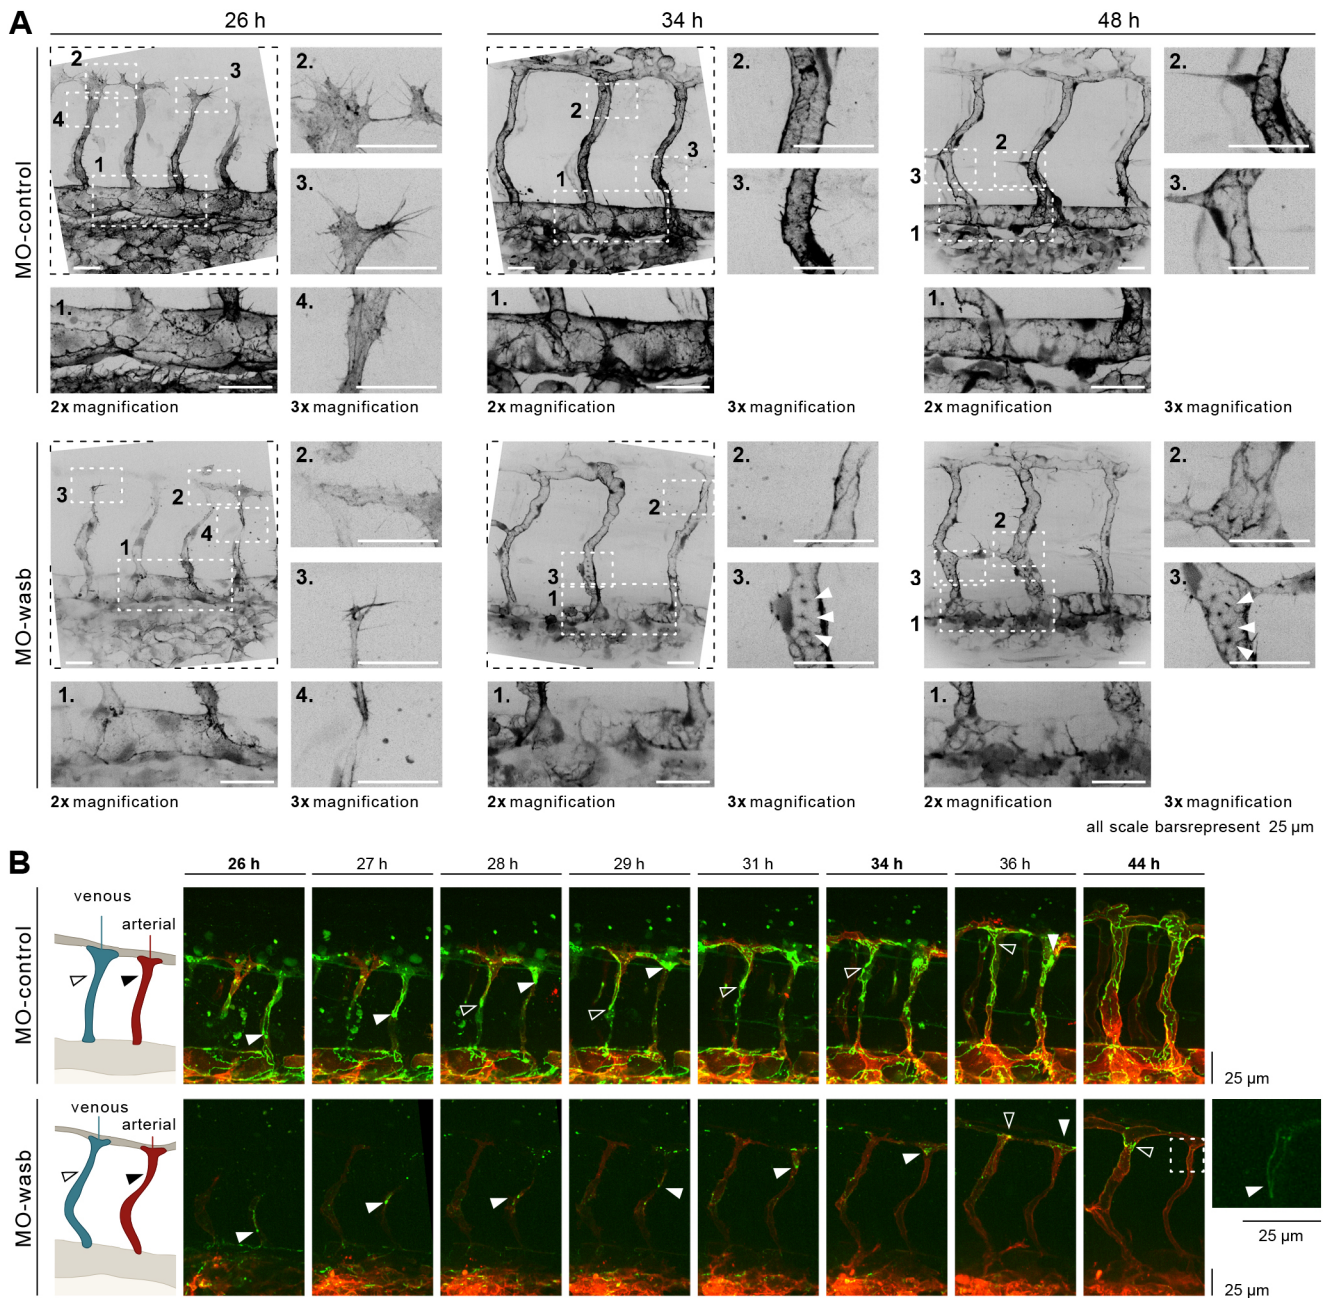 A
26 h
34 h
48 h
MO-control
2
3
4
1
2.
3.
1.
4.
2x magnification
3x magnification
2
3
1
2.
3.
1.
2x magnification
3x magnification
2
3
1
2.
3.
1.
2x magnification
3x magnification
MO-wasb
3
2
4
1
2.
3.
1.
4.
2x magnification
3x magnification
2
3
1
2.
3.
1.
2x magnification
3x magnification
2
3
1
2.
3.
1.
2x magnification
3x magnification
all scale barsrepresent 25 µm
B
26 h
27 h
28 h
29 h
31 h
34 h
36 h
44 h
MO-control
venous
arterial
25 µm
MO-wasb
venous
arterial
25 µm
25 µm